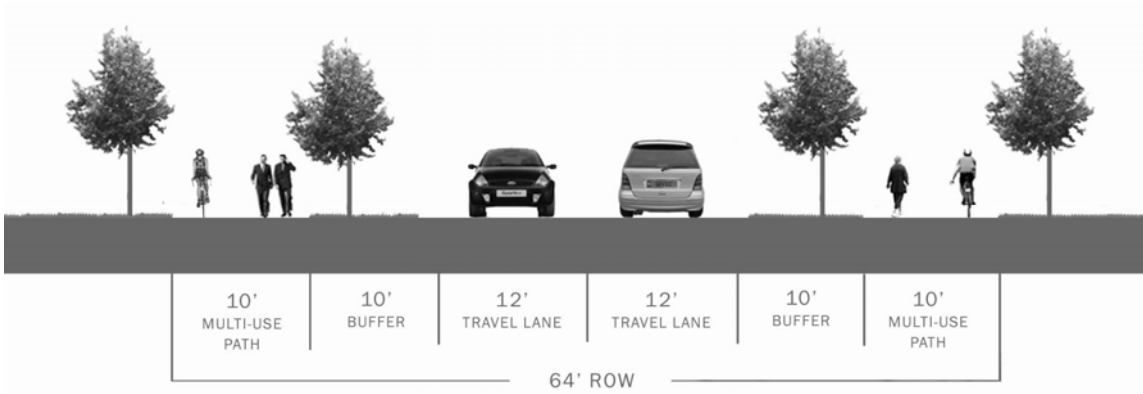 10’
MULTI-USE
PATH
10’
BUFFER
12’
TRAVEL LANE
12’
TRAVEL LANE
10’
BUFFER
10’
MULTI-USE
PATH
64’ ROW